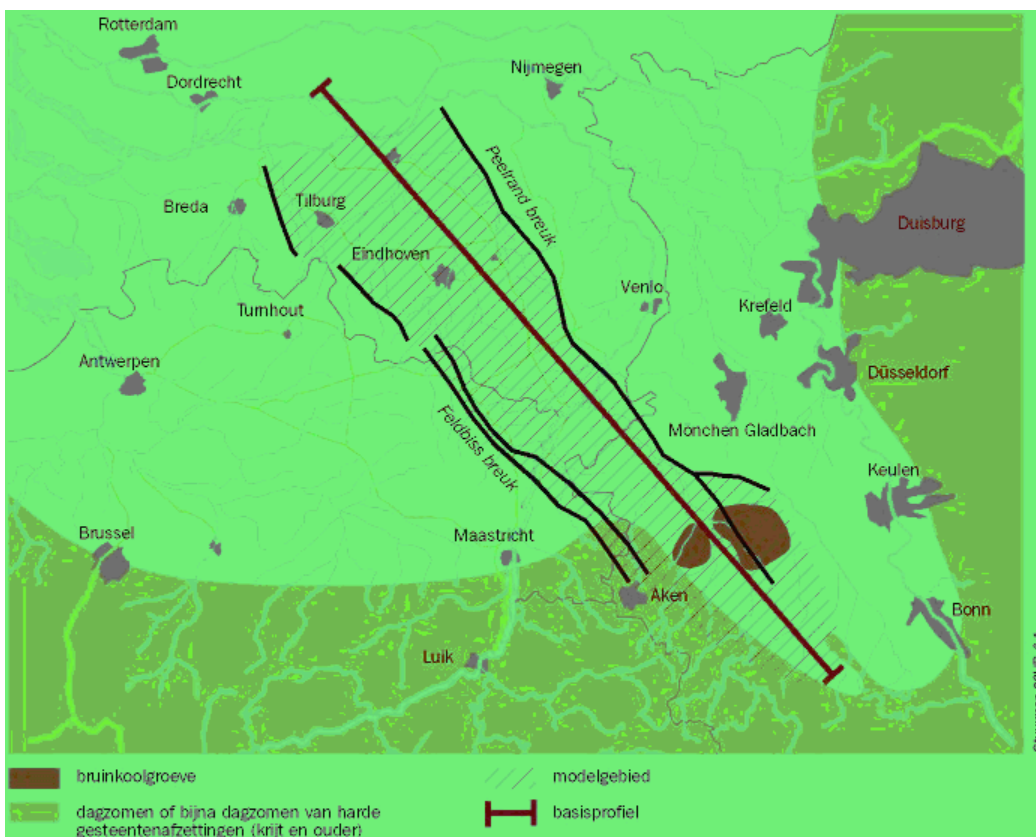 Rotterdam
Dordrecht
Nijmegen
Peelrand breuk
Breda
Tilburg
Duisburg
Eindhoven
Venlo
Turnhout
Krefeld
Antwerpen
Düsseldorf
Feldbiss breuk
Monchen Gladbach
Keulen
Brussel
Maastricht
Aken
Bonn
Luik
bruinkoolgroeve
modelgebied
dagzomen of bijna dagzomen van harde
gesteentenafzettingen (krijt en ouder)
basisprofiel